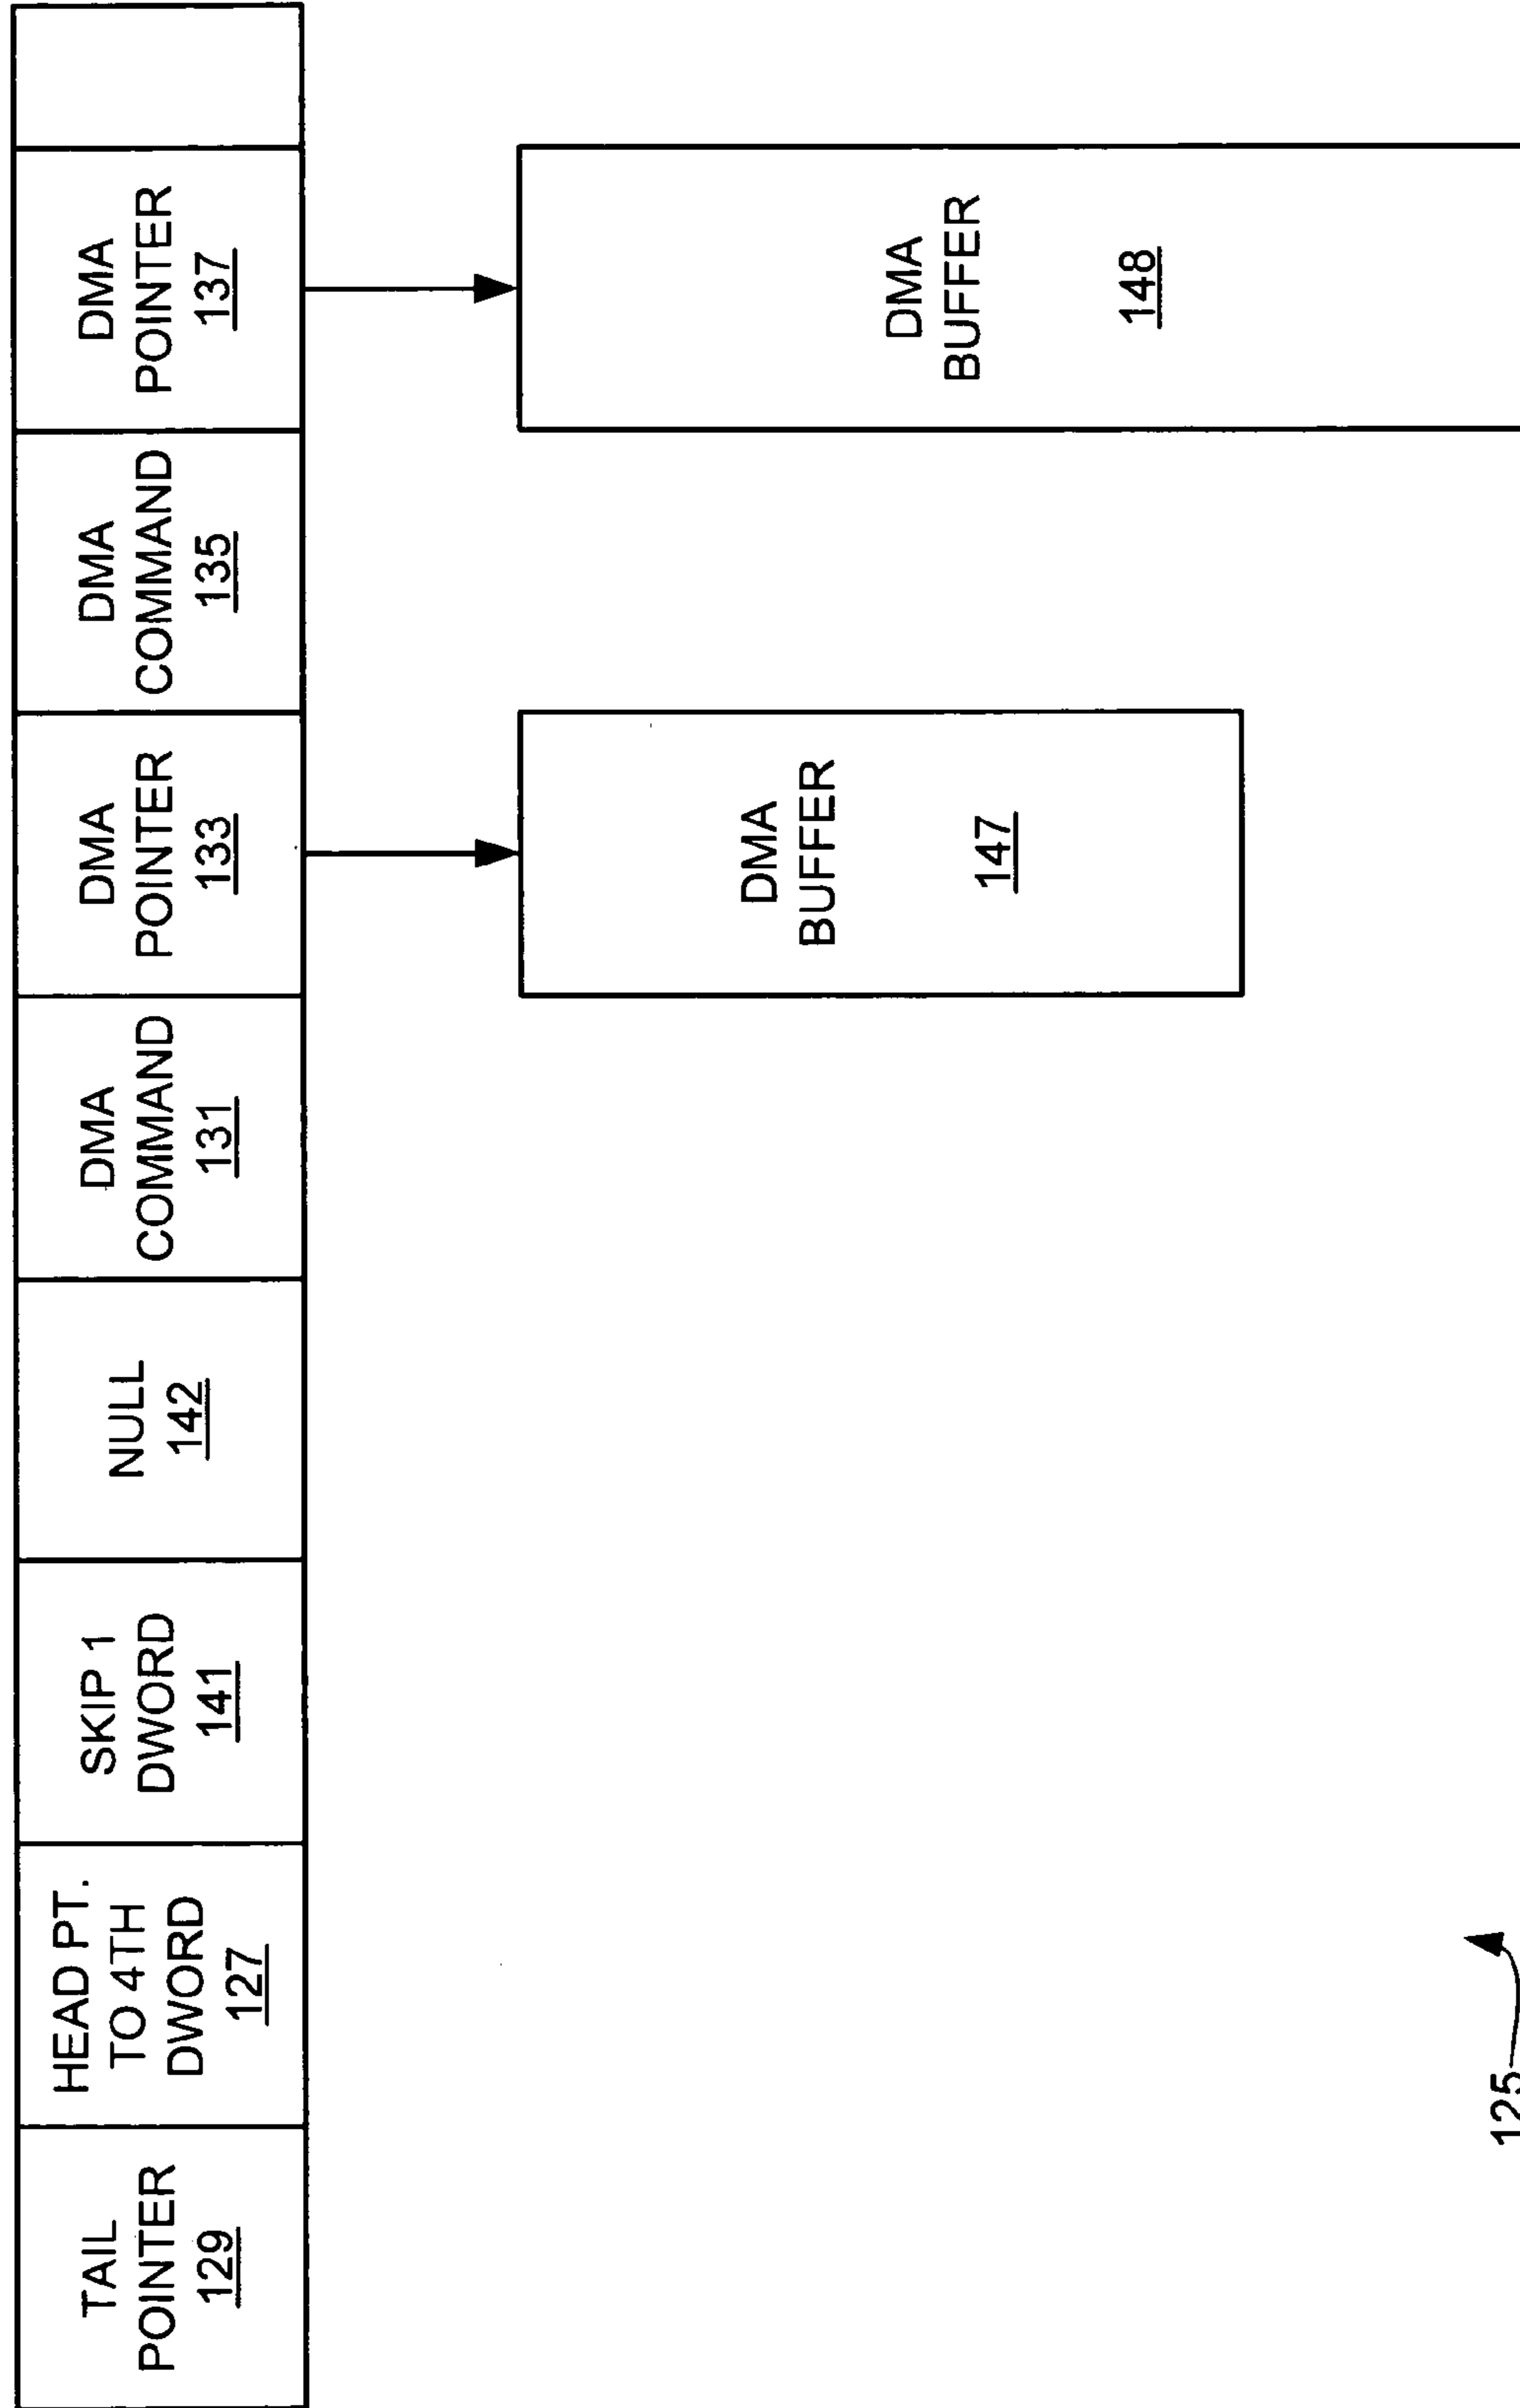 TAIL
POINTER
129
HEAD PT.
TO 4TH
DWORD
127
SKIP 1
DWORD
141
NULL
142
DMA
COMMAND
131
DMA
POINTER
133
DMA
COMMAND
135
DMA
POINTER
137
DMA
BUFFER
147
DMA
BUFFER
148
125